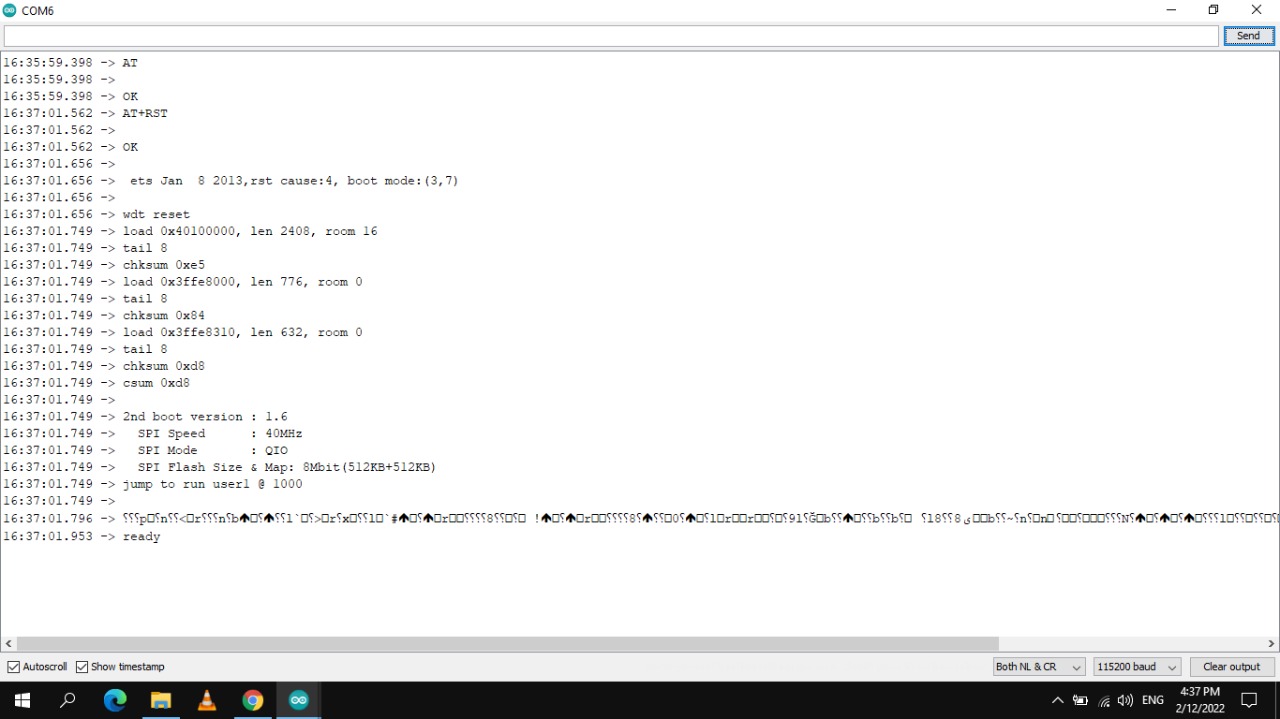 COM6
Send
16:35:59.398 -> AT
16:35:59.398 ->
16:35:59.398 -> OK
16:37:01.562 -> AT+RST
16:37:01.562 ->
16:37:01.562 -> OK
16:37:01.656 ->
16:37:01.656 ->  ets Jan  8 2013,rst cause:4, boot mode:(3,7)
16:37:01.656 ->
16:37:01.656 -> wdt reset
16:37:01.749 -> load 0x40100000, len 2408, room 16
16:37:01.749 -> tail 8
16:37:01.749 -> chksum 0xe5
16:37:01.749 -> load 0x3ffe8000, len 776, room 0
16:37:01.749 -> tail 8
16:37:01.749 -> chksum 0x84
16:37:01.749 -> load 0x3ffe8310, len 632, room 0
16:37:01.749 -> tail 8
16:37:01.749 -> chksum 0xd8
16:37:01.749 -> csum 0xd8
16:37:01.749 ->
16:37:01.749 -> 2nd boot version : 1.6
16:37:01.749 ->   SPI Speed      : 40MHz
16:37:01.749 ->   SPI Mode       : QIO
16:37:01.749 ->   SPI Flash Size & Map: 8Mbit(512KB+512KB)
16:37:01.749 -> jump to run user1 @ 1000
16:37:01.749 ->
16:37:01.796 ->
16:37:01.953 -> ready
Autoscroll
Show timestamp
Both NL & CR
115200 baud
Clear output
ENG
4:37 PM
2/12/2022